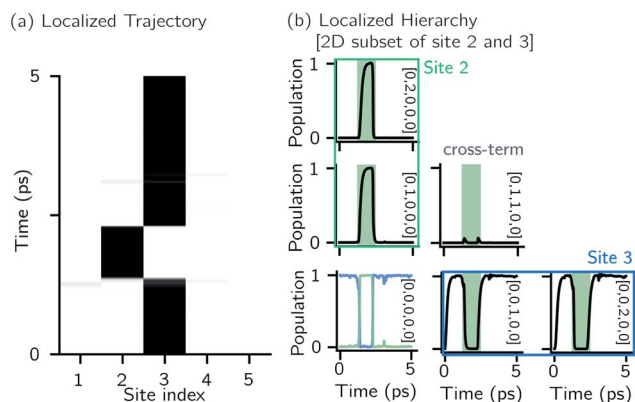 (a) Localized Trajectory
5
Time (ps)
0
1 2 3 4 5
Site index
(b) Localized Hierarchy
[2D subset of site 2 and 3]
Site 2
Population
1
0
[0,2,0,0,0]
cross-term
Population
1
0
[0,1,0,0,0]
[0,1,1,0,0]
Site 3
Population
1
0
[0,0,0,0,0]
[0,0,1,0,0]
[0,0,2,0,0]
0 5 0 5 0 5
Time (ps) Time (ps) Time (ps)